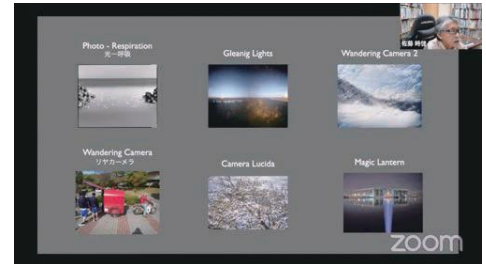 Photo - Respiration
光ー呼吸
Gleanig Lights
Wandering Camera 2
Wandering Camera
リヤカーメラ
Camera Lucida
Magic Lantern
zoom